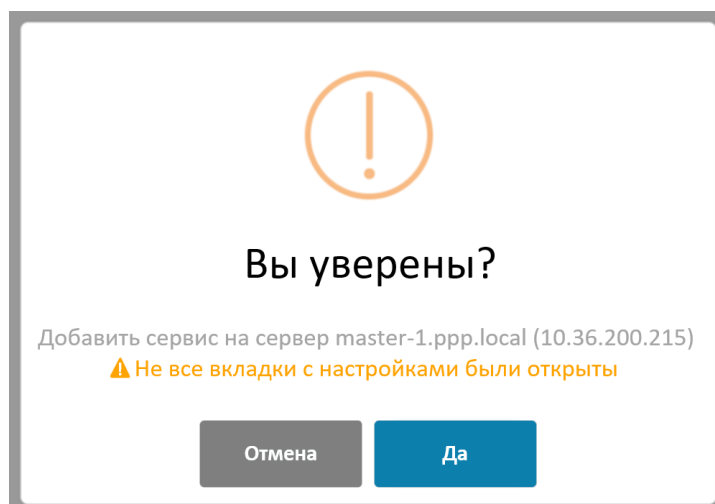 Вы уверены?
Добавить сервис на сервер master-1.ppp.local (10.36.200.215)
Не все вкладки с настройками были открыты
Отмена
Да